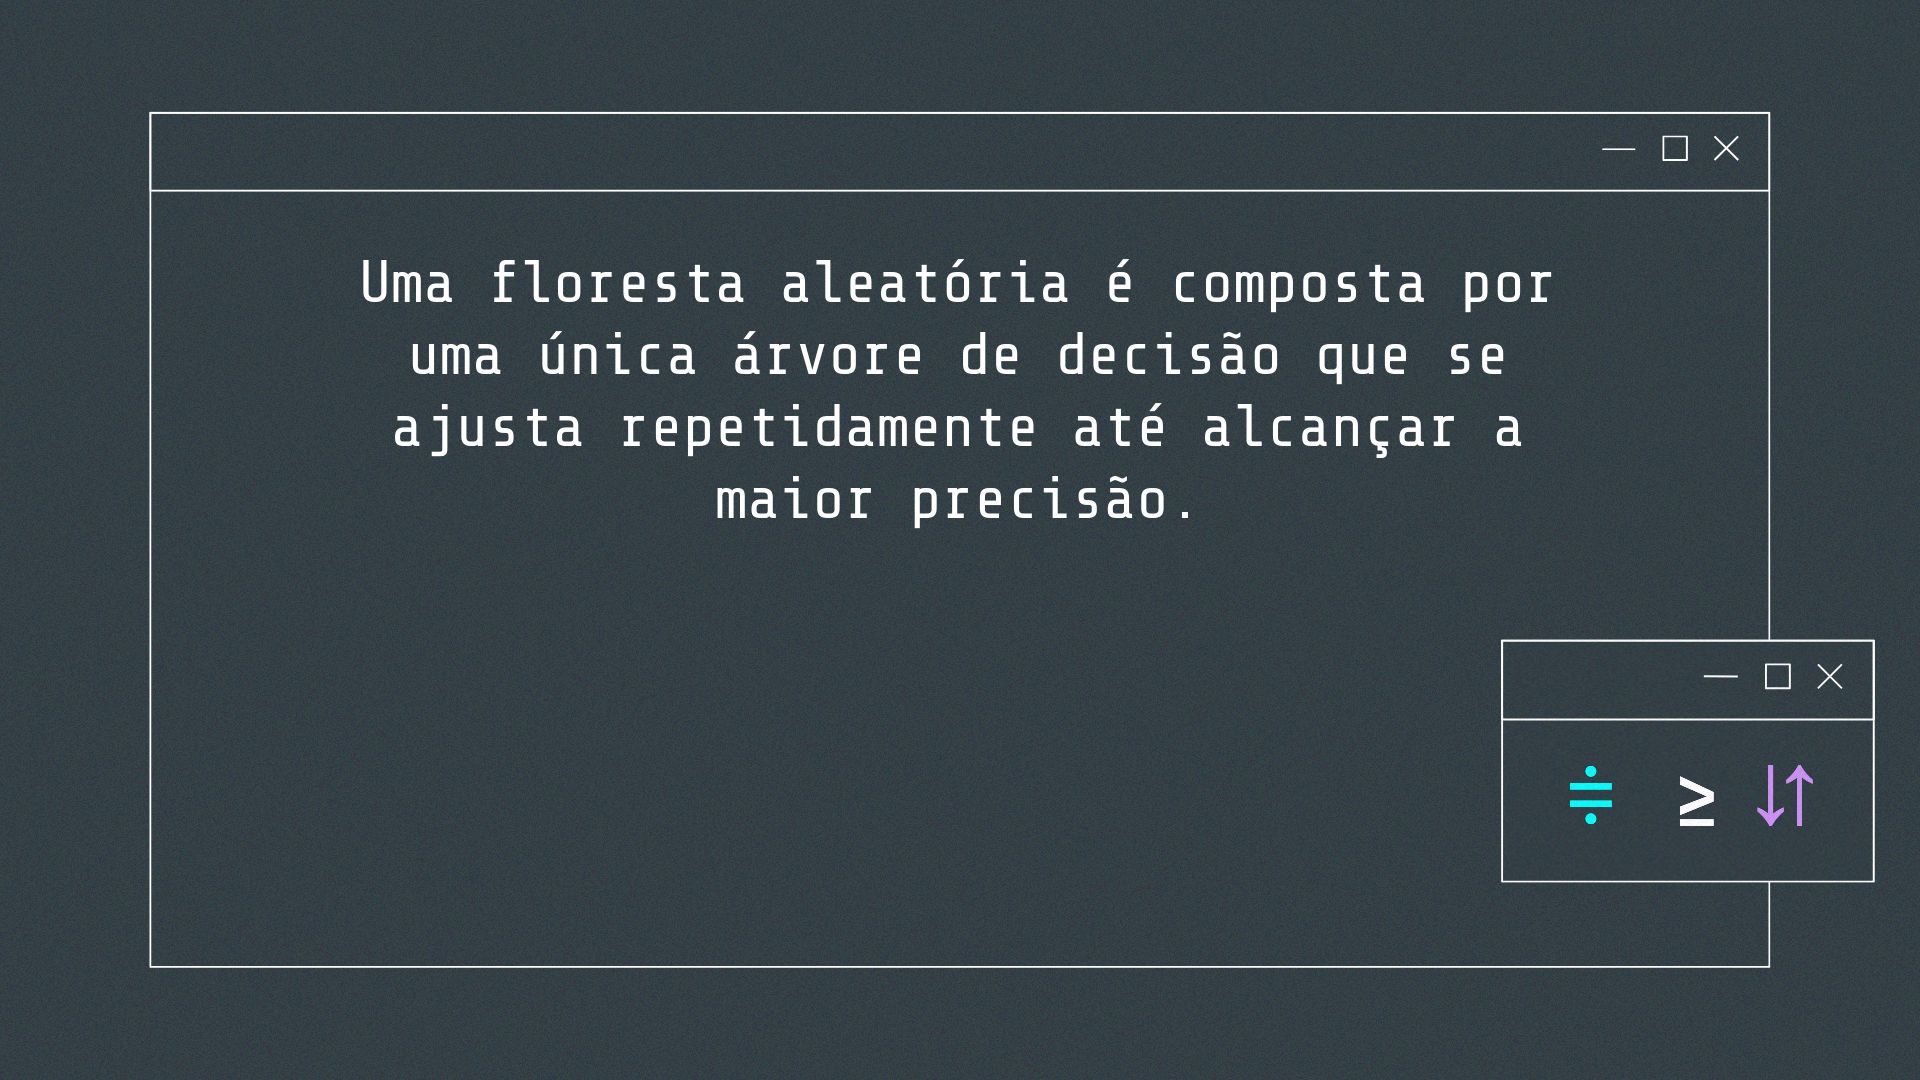 Uma floresta aleatória é composta por
uma única árvore de decisão que se
ajusta repetidamente até alcançar a
maior precisão.
≑ ≥ ↓↑